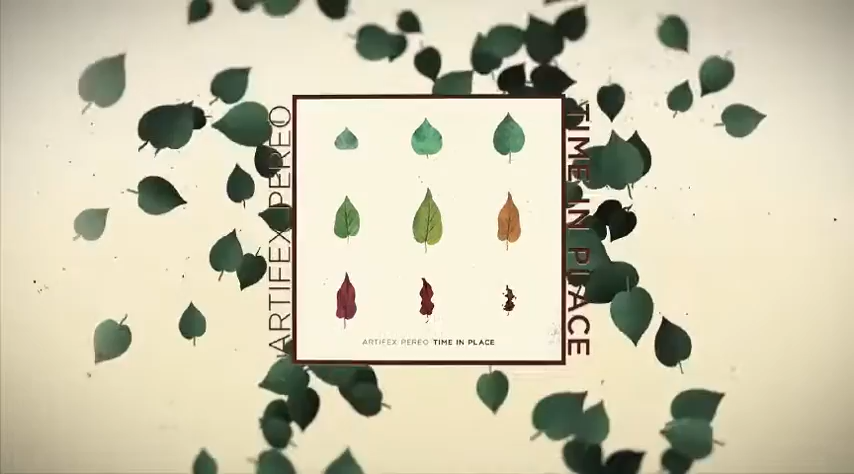 ARTIFEX PEREO
TIME IN PLACE
ARTIFEX PEREO TIME IN PLACE